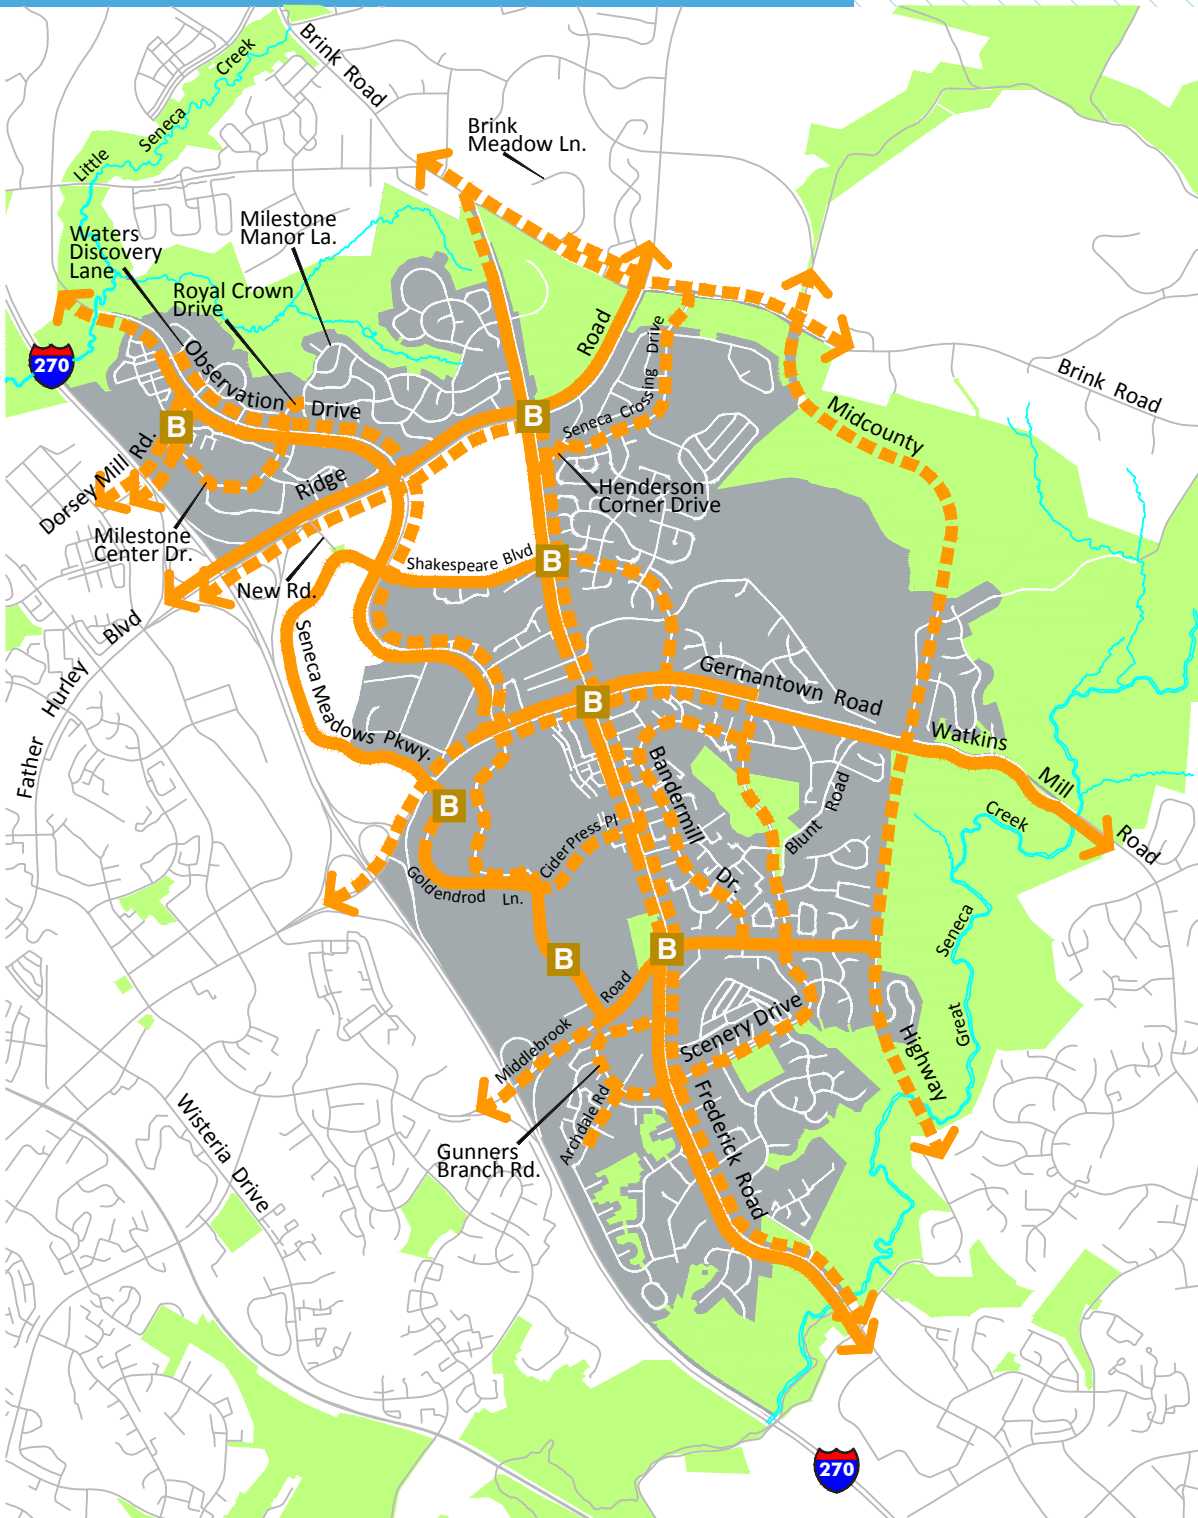 Brink Road
Creek
Seneca
Little
Brink
Meadow Ln.
Milestone
Manor La.
Waters
Discovery
Lane
Royal Crown
Drive
270
Observation Drive
Road
Seneca Crossing Drive
Brink Road
Midcounty
B
B
Dorsey Mill Rd.
Ridge
Henderson
Corner Drive
Milestone
Center Dr.
Shakespeare Blvd
B
New Rd.
Father Hurley Blvd
Seneca Meadows Pkwy.
Germantown Road
B
Watkins Mill Road
Bandermill Dr.
Blunt Road
B
Creek
Cider Press Pl
Goldendrod Ln.
Seneca
Great
B
B
Middlebrook Road
Scenery Drive
Highway
Archdale Rd
Frederick Road
Gunners
Branch Rd.
Wisteria Drive
270